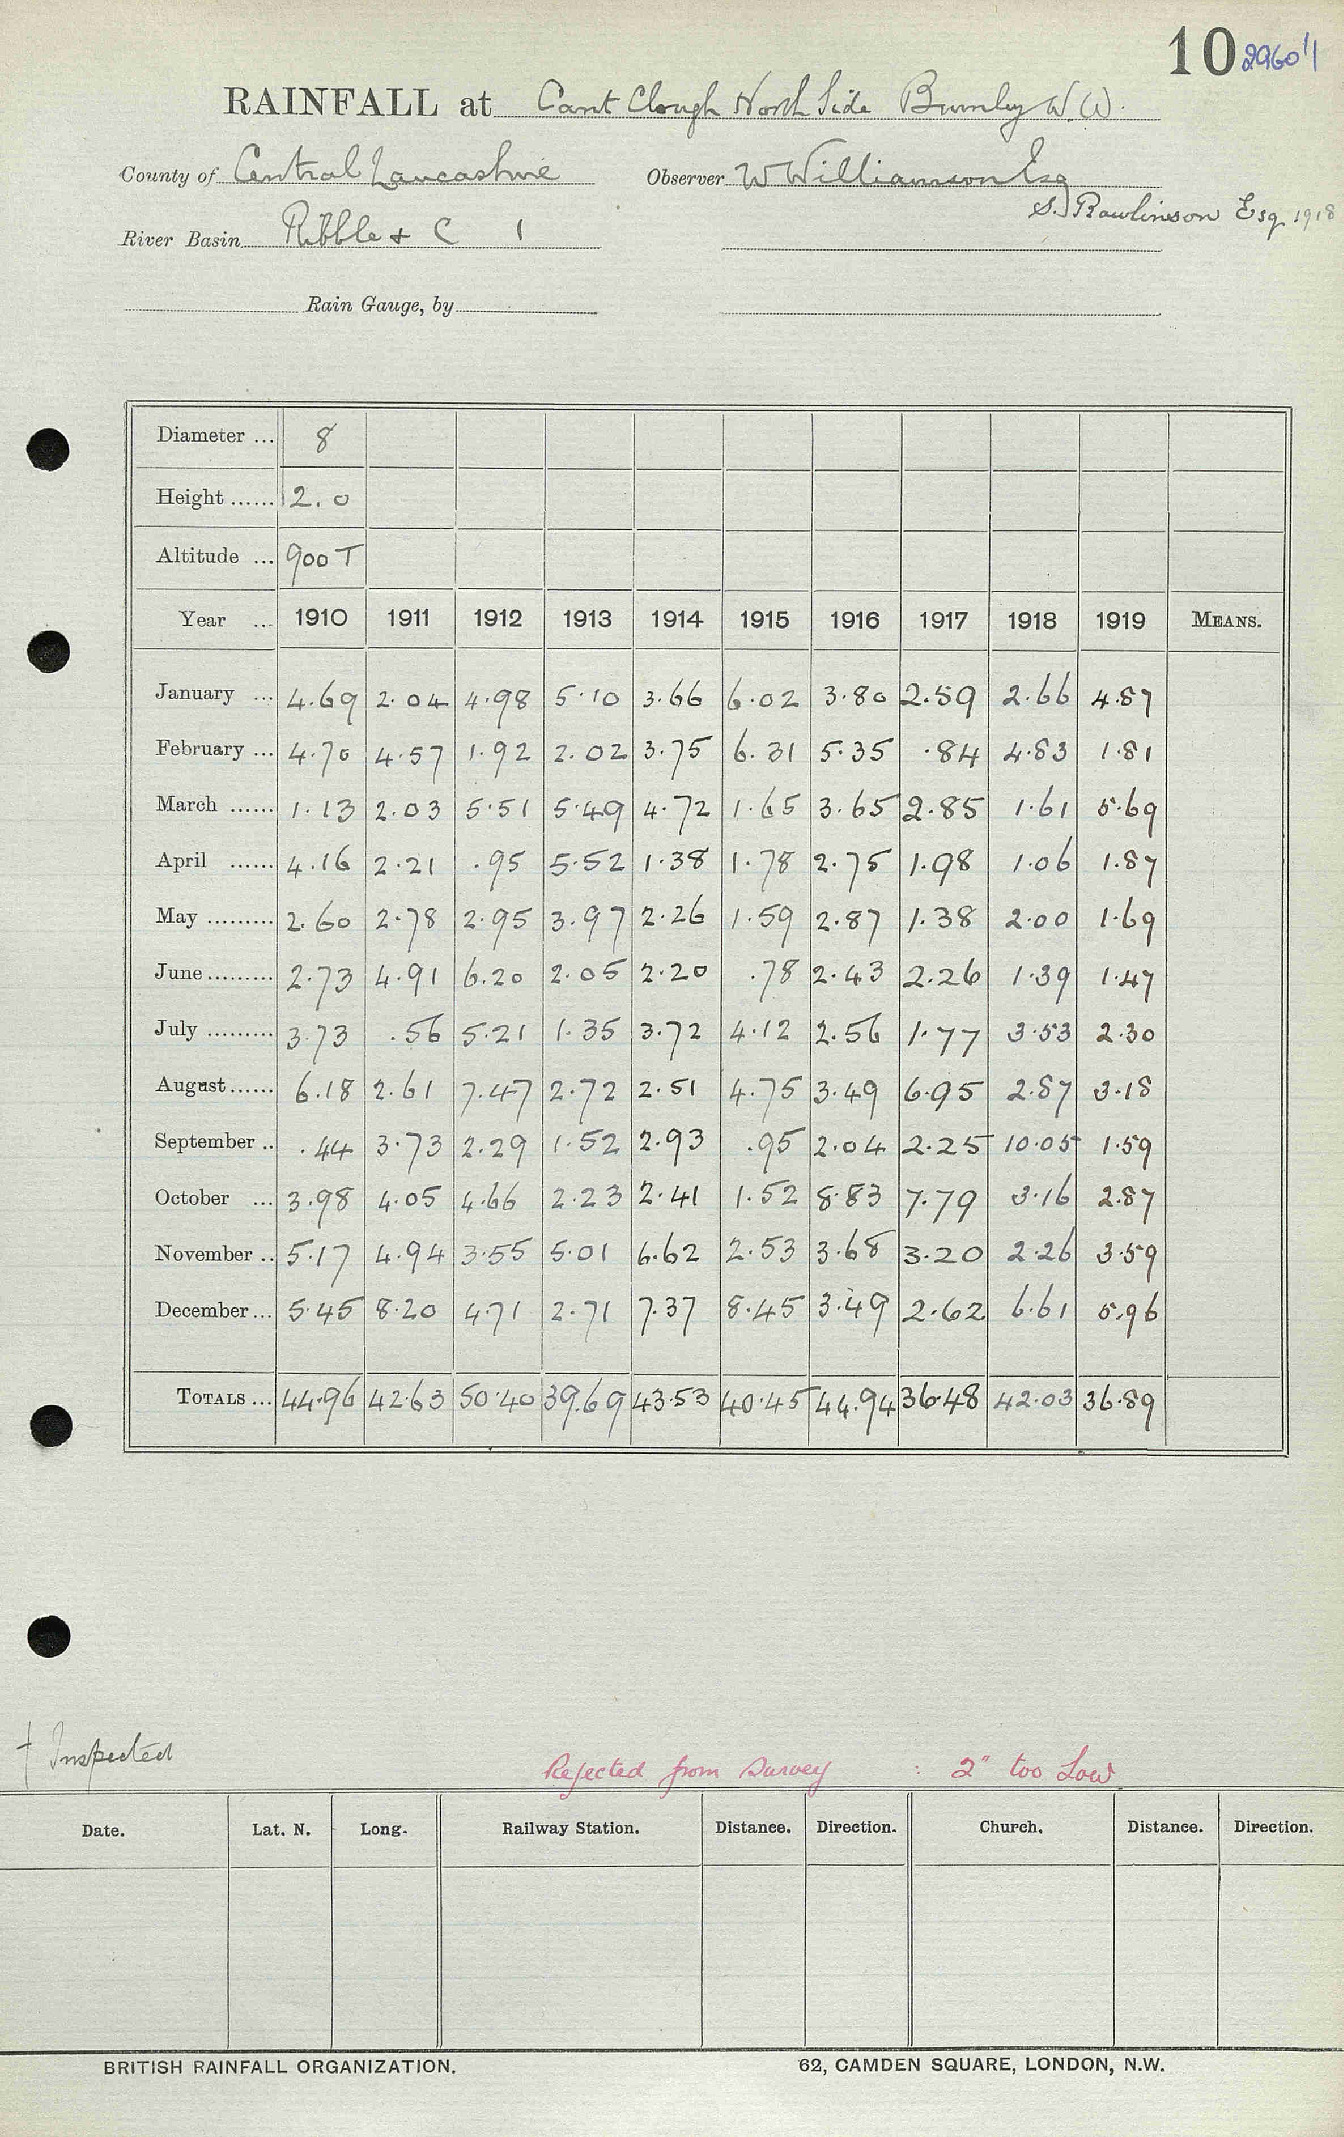 10 2960/1
RAINFALL at Cant Clough North Side Burnley W.W.
County of Central Lancashire Observer W Williamson Esq
S. Rawlinson Esq 1918
River Basin Ribble + C 1
Rain Gauge, by
Diameter ... 8
Height ...... 2.0
Altitude ... 900 T
Year ... 1910 1911 1912 1913 1914 1915 1916 1917 1918 1919 MEANS.
January ... 4.69 2.04 4.98 5.10 3.66 6.02 3.80 2.59 2.66 4.87
February ... 4.70 4.57 1.92 2.02 3.75 6.31 5.35 .84 4.83 1.81
March ...... 1.13 2.03 5.51 5.49 4.72 1.65 3.65 2.85 1.61 5.69
April ...... 4.16 2.21 .95 5.52 1.38 1.78 2.75 1.98 1.06 1.87
May ......... 2.60 2.78 2.95 3.97 2.26 1.59 2.87 1.38 2.00 1.69
June ......... 2.73 4.91 6.20 2.05 2.20 .78 2.43 2.26 1.39 1.47
July ......... 3.73 .56 5.21 1.35 3.72 4.12 2.56 1.77 3.53 2.30
August ...... 6.18 2.61 7.47 2.72 2.51 4.75 3.49 6.95 2.87 3.18
September .. .44 3.73 2.29 1.52 2.93 .95 2.04 2.25 10.05 1.59
October ... 3.98 4.05 4.66 2.23 2.41 1.52 8.83 7.79 3.16 2.87
November .. 5.17 4.94 3.55 5.01 6.62 2.53 3.68 3.20 2.26 3.59
December ... 5.45 8.20 4.71 2.71 7.37 8.45 3.49 2.62 6.61 5.96
TOTALS ... 44.96 42.63 50.40 39.69 43.53 40.45 44.94 36.48 42.03 36.89
† Inspected
Rejected from Survey : 2" too Low
Date. Lat. N. Long. Railway Station. Distance. Direction. Church. Distance. Direction.
BRITISH RAINFALL ORGANIZATION. 62, CAMDEN SQUARE, LONDON, N.W.